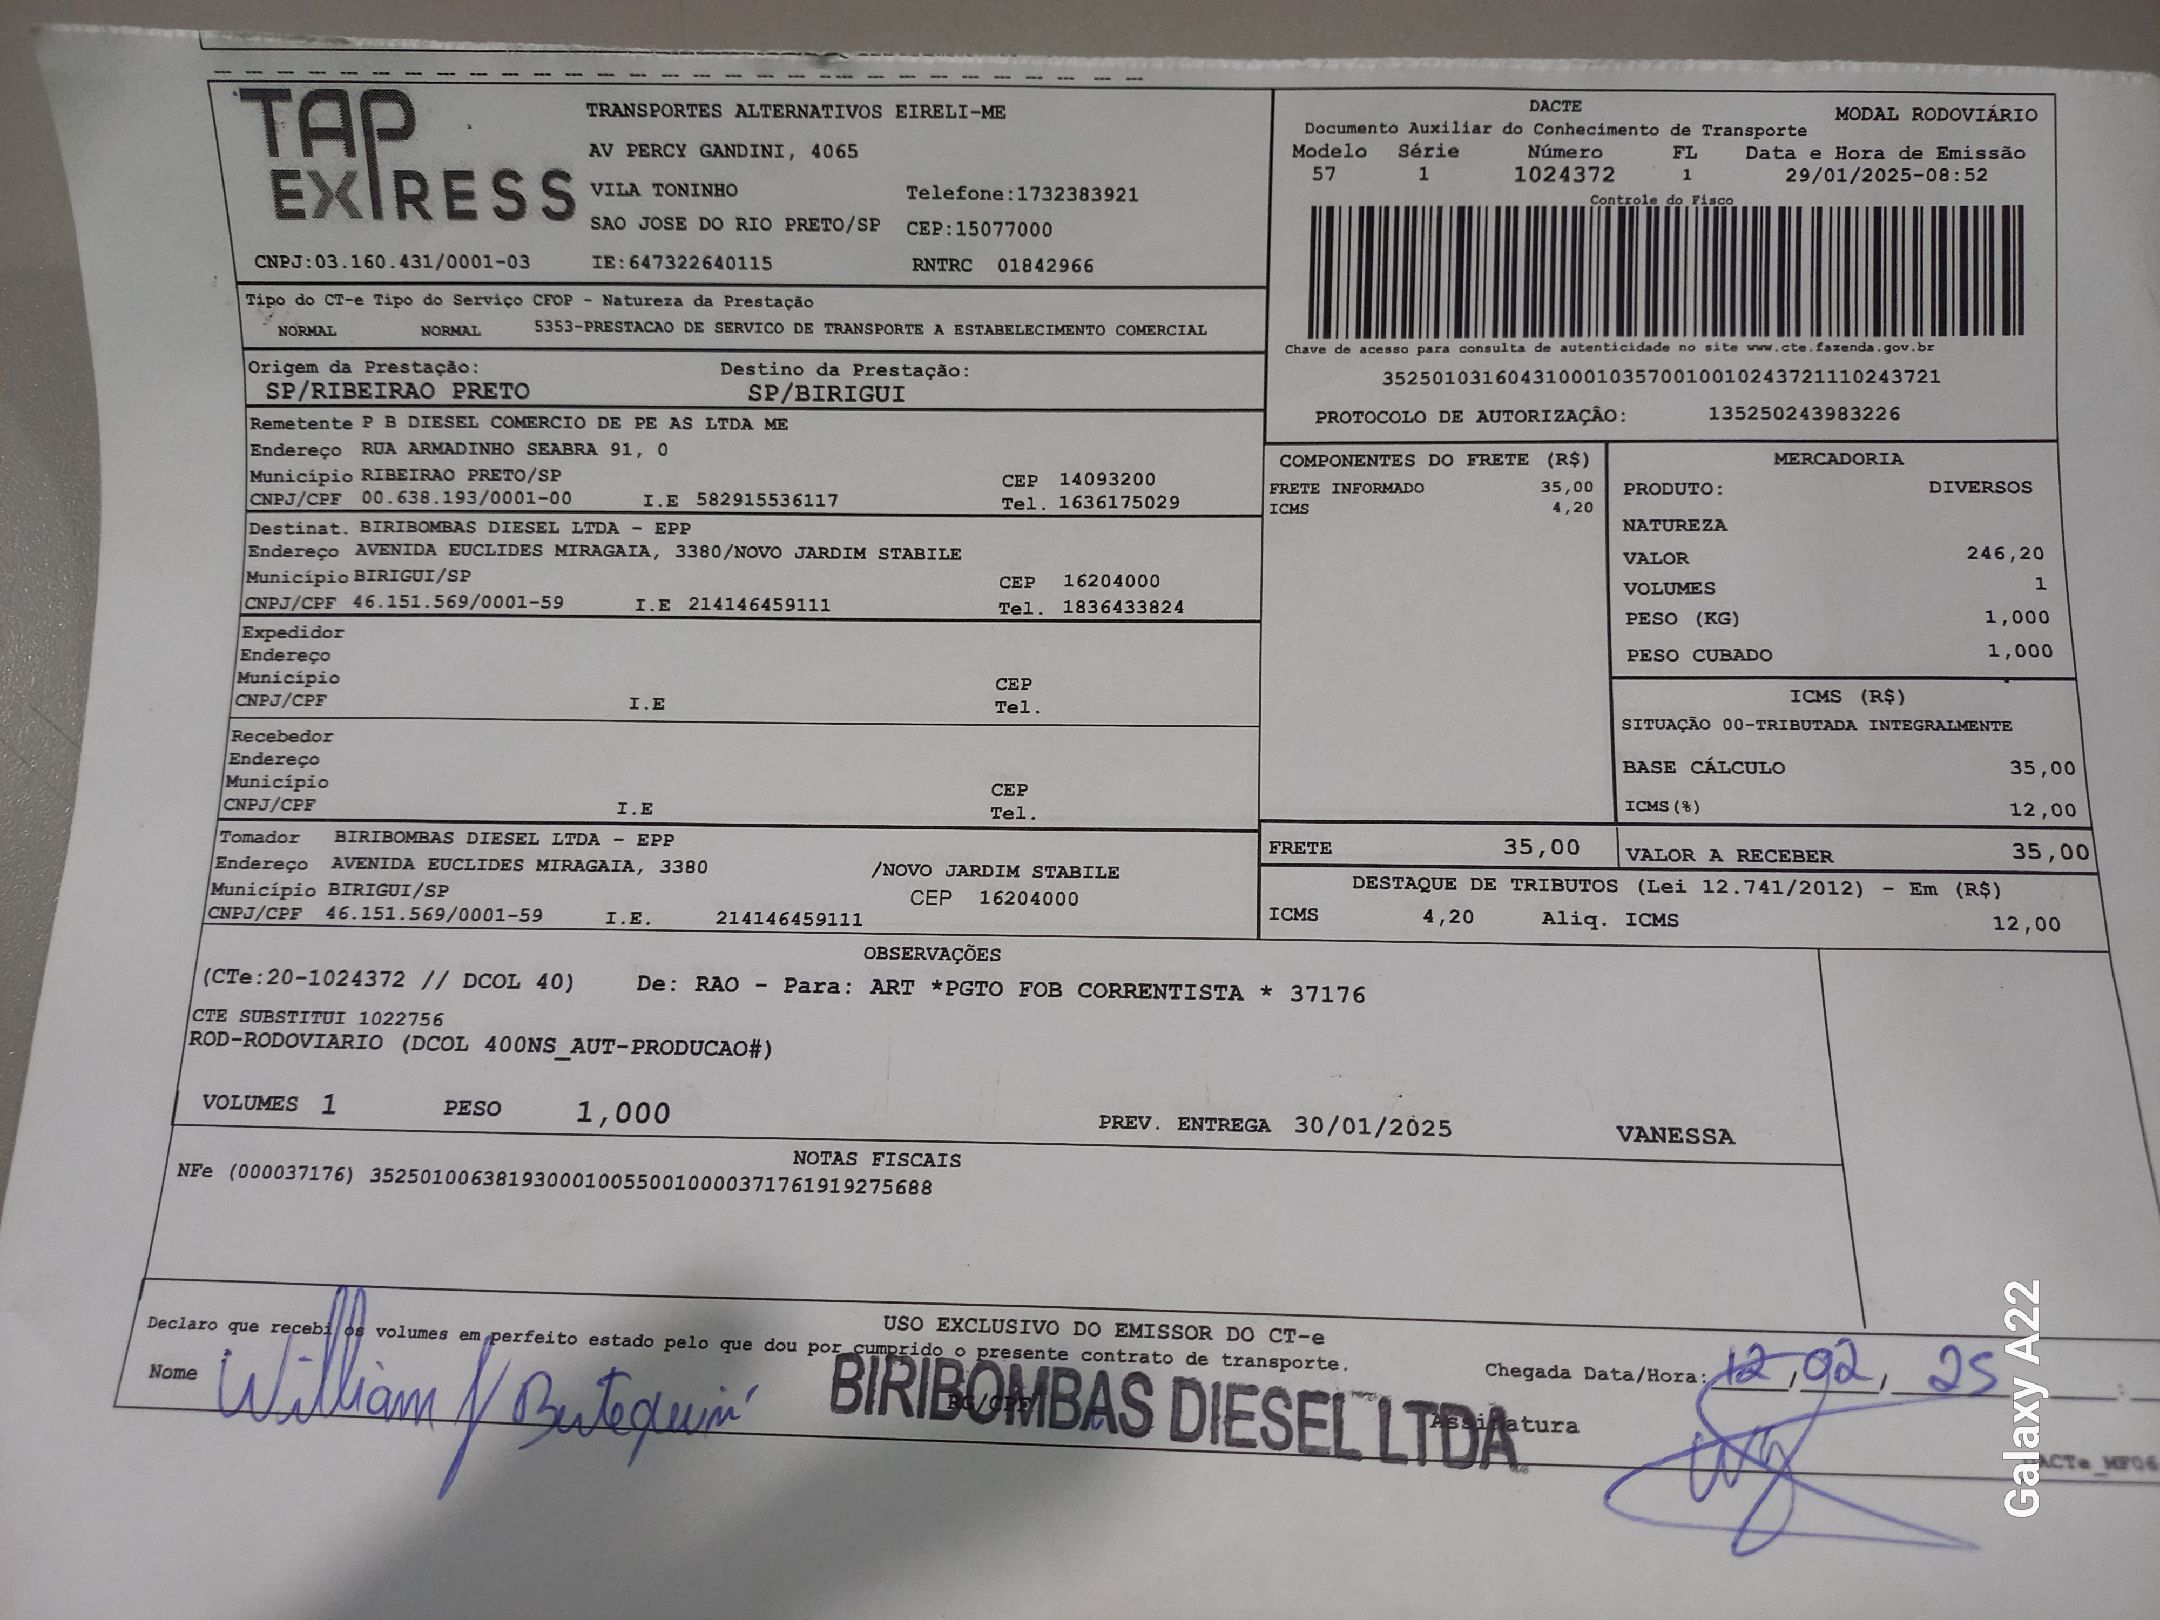 TAP EXPRESS
TRANSPORTES ALTERNATIVOS EIRELI-ME
AV PERCY GANDINI, 4065
VILA TONINHO Telefone:1732383921
SAO JOSE DO RIO PRETO/SP CEP:15077000
CNPJ:03.160.431/0001-03 IE:647322640115 RNTRC 01842966
DACTE MODAL RODOVIÁRIO
Documento Auxiliar do Conhecimento de Transporte
Modelo Série Número FL Data e Hora de Emissão
57 1 1024372 1 29/01/2025-08:52
Controle do Fisco
Chave de acesso para consulta de autenticidade no site www.cte.fazenda.gov.br
35250103160431000103570010010243721110243721
PROTOCOLO DE AUTORIZAÇÃO: 135250243983226
Tipo do CT-e Tipo do Serviço CFOP - Natureza da Prestação
NORMAL NORMAL 5353-PRESTACAO DE SERVICO DE TRANSPORTE A ESTABELECIMENTO COMERCIAL
Origem da Prestação: Destino da Prestação:
SP/RIBEIRAO PRETO SP/BIRIGUI
Remetente P B DIESEL COMERCIO DE PE AS LTDA ME
Endereço RUA ARMADINHO SEABRA 91, 0
Município RIBEIRAO PRETO/SP CEP 14093200
CNPJ/CPF 00.638.193/0001-00 I.E 582915536117 Tel. 1636175029
Destinat. BIRIBOMBAS DIESEL LTDA - EPP
Endereço AVENIDA EUCLIDES MIRAGAIA, 3380/NOVO JARDIM STABILE
Município BIRIGUI/SP CEP 16204000
CNPJ/CPF 46.151.569/0001-59 I.E 214146459111 Tel. 1836433824
Expedidor
Endereço
Município CEP
CNPJ/CPF I.E Tel.
Recebedor
Endereço
Município CEP
CNPJ/CPF I.E Tel.
Tomador BIRIBOMBAS DIESEL LTDA - EPP
Endereço AVENIDA EUCLIDES MIRAGAIA, 3380 /NOVO JARDIM STABILE
Município BIRIGUI/SP CEP 16204000
CNPJ/CPF 46.151.569/0001-59 I.E. 214146459111
COMPONENTES DO FRETE (R$)
FRETE INFORMADO 35,00
ICMS 4,20
MERCADORIA
PRODUTO: DIVERSOS
NATUREZA
VALOR 246,20
VOLUMES 1
PESO (KG) 1,000
PESO CUBADO 1,000
ICMS (R$)
SITUAÇÃO 00-TRIBUTADA INTEGRALMENTE
BASE CÁLCULO 35,00
ICMS(%) 12,00
FRETE 35,00 VALOR A RECEBER 35,00
DESTAQUE DE TRIBUTOS (Lei 12.741/2012) - Em (R$)
ICMS 4,20 Aliq. ICMS 12,00
OBSERVAÇÕES
(CTe:20-1024372 // DCOL 40) De: RAO - Para: ART *PGTO FOB CORRENTISTA * 37176
CTE SUBSTITUI 1022756
ROD-RODOVIARIO (DCOL 400NS_AUT-PRODUCAO#)
VOLUMES 1 PESO 1,000 PREV. ENTREGA 30/01/2025 VANESSA
NOTAS FISCAIS
NFe (000037176) 35250100638193000100550010000371761919275688
USO EXCLUSIVO DO EMISSOR DO CT-e
Declaro que recebi os volumes em perfeito estado pelo que dou por cumprido o presente contrato de transporte.
Nome William Butequini RG/CPF Chegada Data/Hora: 12, 02, 25 :
BIRIBOMBAS DIESEL LTDA
Assinatura
Galaxy A22